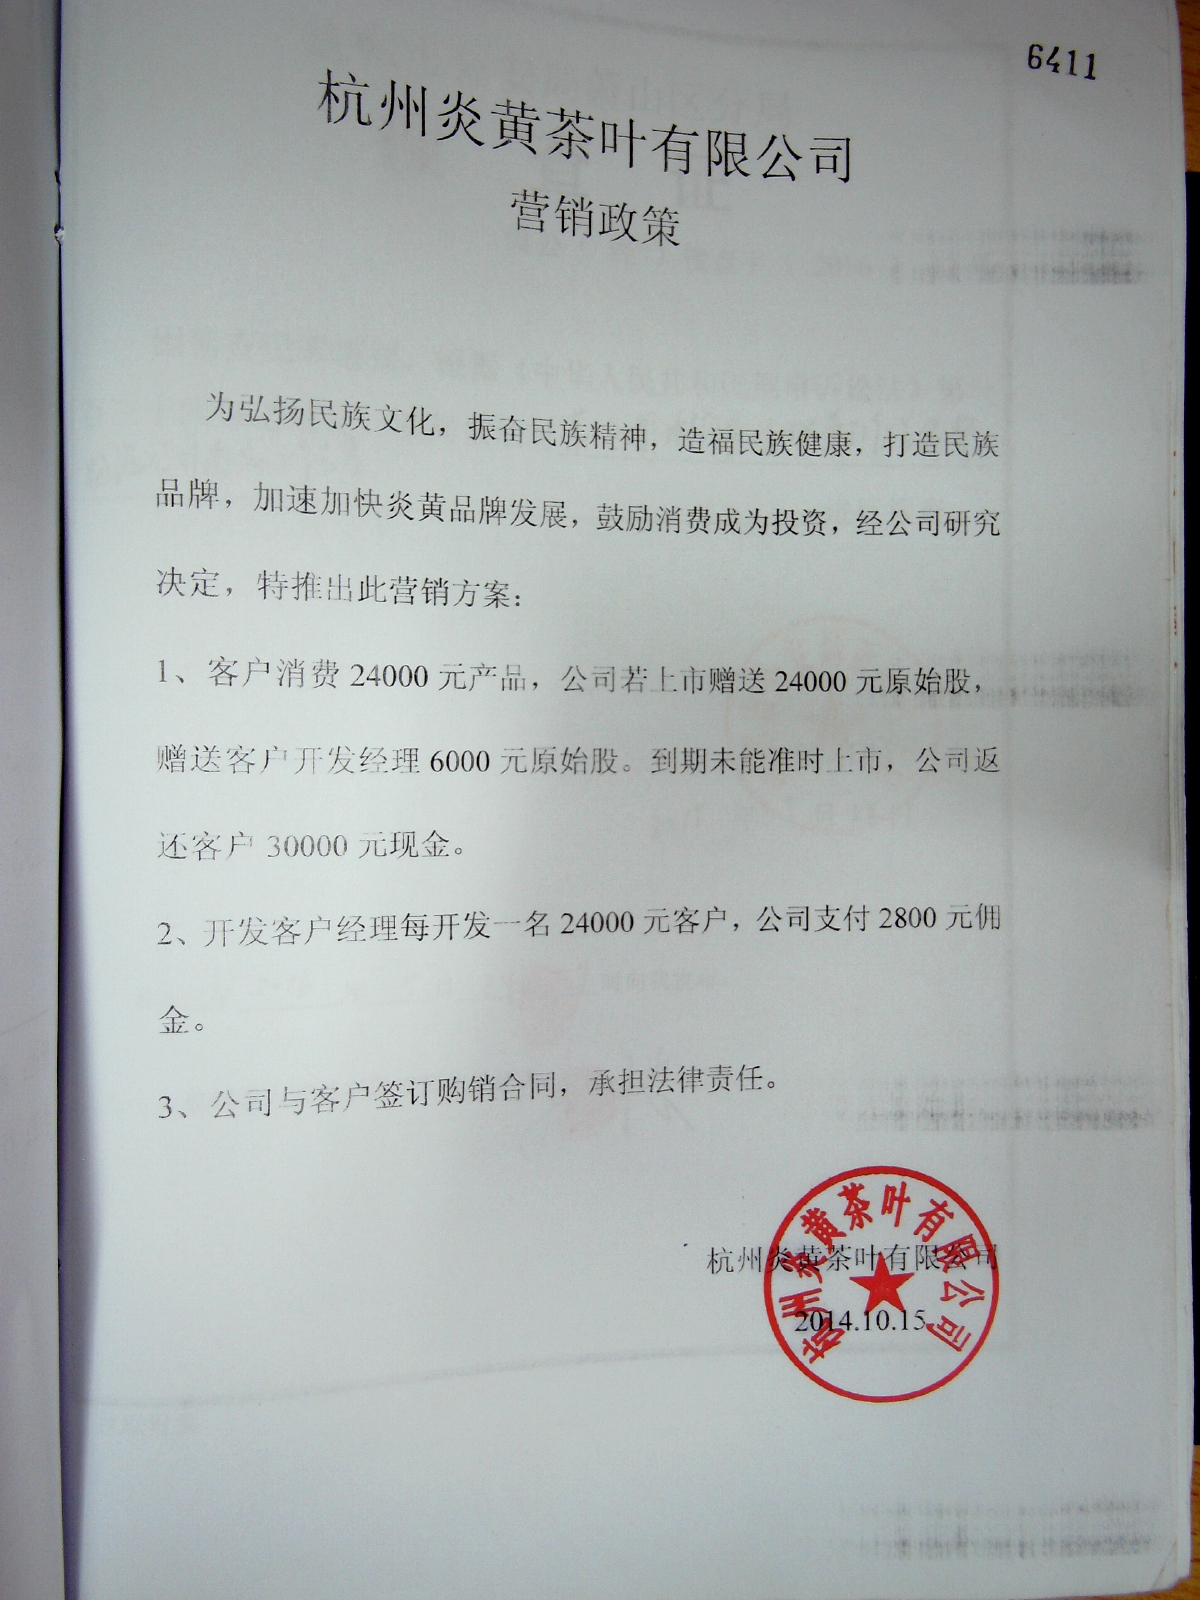 6411
杭州炎黄茶叶有限公司
营销政策
为弘扬民族文化，振奋民族精神，造福民族健康，打造民族
品牌，加速加快炎黄品牌发展，鼓励消费成为投资，经公司研究
决定，特推出此营销方案：
1、客户消费 24000 元产品，公司若上市赠送 24000 元原始股，
赠送客户开发经理 6000 元原始股。到期未能准时上市，公司返
还客户 30000 元现金。
2、开发客户经理每开发一名 24000 元客户，公司支付 2800 元佣
金。
3、公司与客户签订购销合同，承担法律责任。
杭州炎黄茶叶有限公司
2014.10.15
杭州炎黄茶叶有限公司